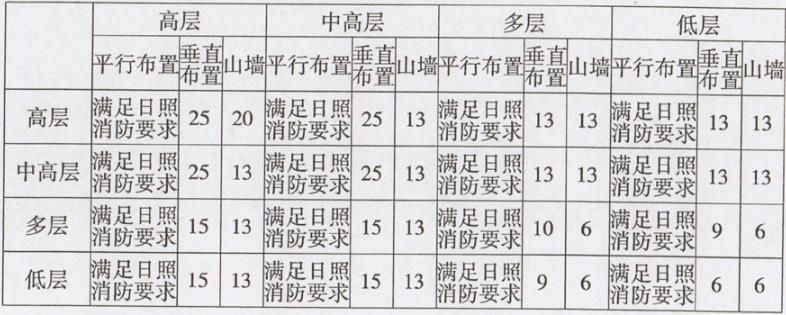 高层 中高层 多层 低层
平行布置 垂直布置 山墙 平行布置 垂直布置 山墙 平行布置 垂直布置 山墙 平行布置 垂直布置 山墙
高层 满足日照消防要求 25 20 满足日照消防要求 25 13 满足日照消防要求 13 13 满足日照消防要求 13 13
中高层 满足日照消防要求 25 13 满足日照消防要求 25 13 满足日照消防要求 13 13 满足日照消防要求 13 13
多层 满足日照消防要求 15 13 满足日照消防要求 15 13 满足日照消防要求 10 6 满足日照消防要求 9 6
低层 满足日照消防要求 15 13 满足日照消防要求 15 13 满足日照消防要求 9 6 满足日照消防要求 6 6